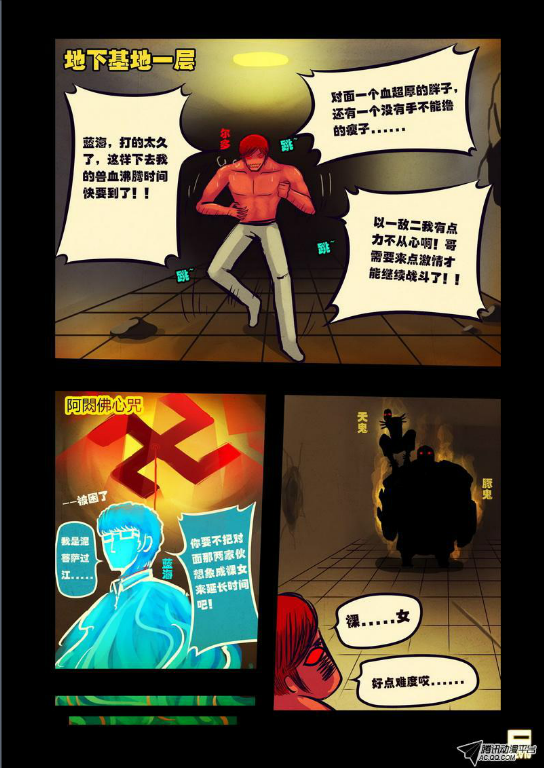 地下基地一层
对面一个血超厚的胖子，
还有一个没有手不能撸
的瘦子......
蓝海，打的太久
了，这样下去我
的兽血沸腾时间
快要到了！！
尔多
跳~
跳~
跳~
以一敌二我有点
力不从心啊！哥
需要来点激情才
能继续战斗了！！
阿閦佛心咒
——被困了
我是泥
菩萨过
江.....
蓝海
你要不把对
面那两家伙
想象成裸女
来延长时间
吧！
天鬼
豚鬼
裸.....女
好点难度哎......
腾讯动漫平台
AC.QQ.COM